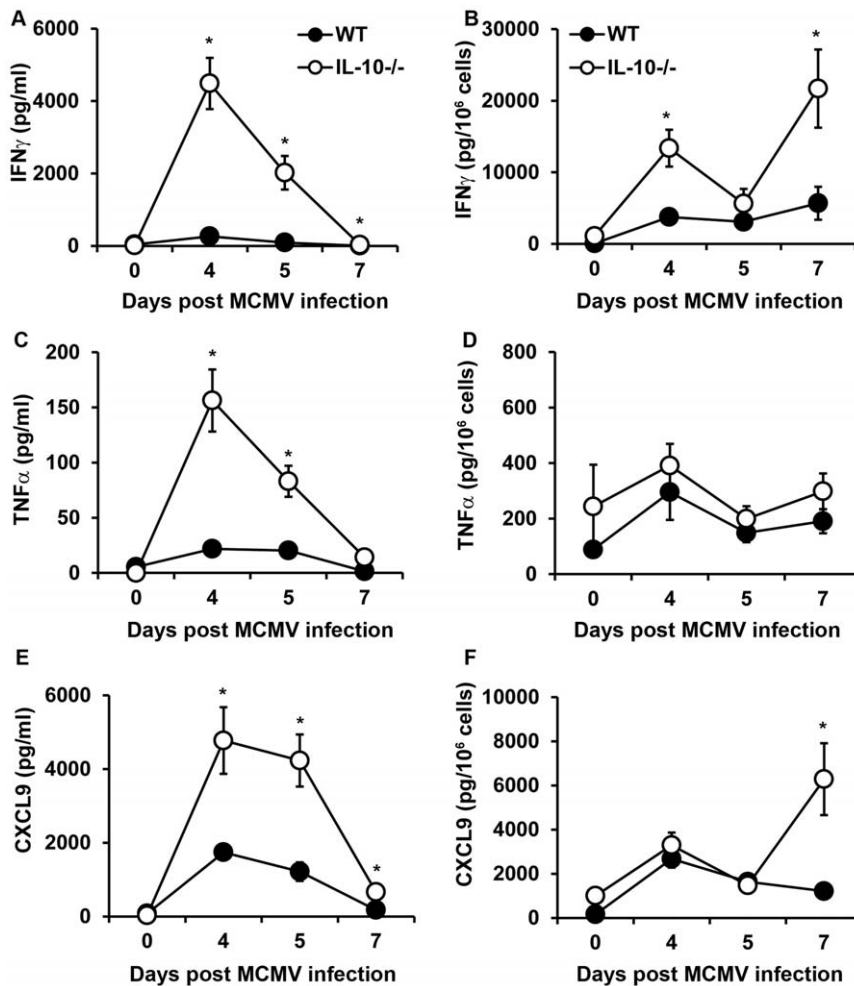 A
IFNγ (pg/ml)
6000
4000
2000
0
*
*
*
WT
IL-10-/-
0 4 5 7
Days post MCMV infection
B
IFNγ (pg/10⁶ cells)
30000
20000
10000
0
*
*
WT
IL-10-/-
0 4 5 7
Days post MCMV infection
C
TNFα (pg/ml)
200
150
100
50
0
*
*
0 4 5 7
Days post MCMV infection
D
TNFα (pg/10⁶ cells)
800
600
400
200
0
0 4 5 7
Days post MCMV infection
E
CXCL9 (pg/ml)
6000
4000
2000
0
*
*
*
0 4 5 7
Days post MCMV infection
F
CXCL9 (pg/10⁶ cells)
10000
8000
6000
4000
2000
0
*
0 4 5 7
Days post MCMV infection